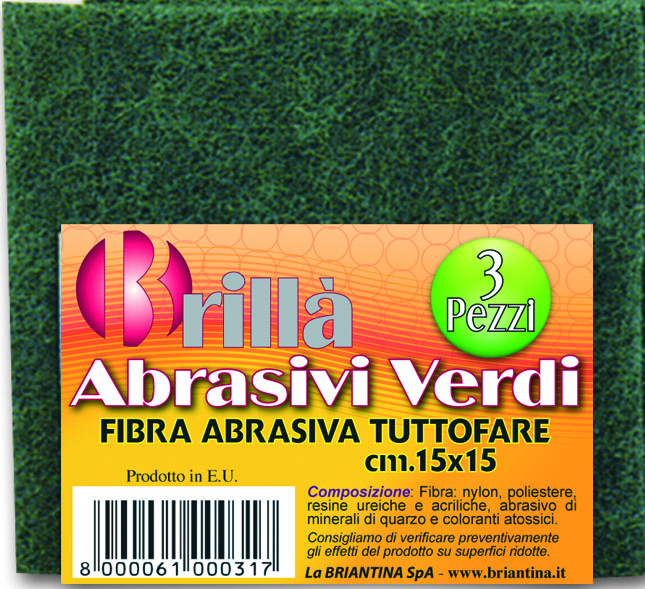 Brillà
3
Pezzi
Abrasivi Verdi
FIBRA ABRASIVA TUTTOFARE
cm.15x15
Prodotto in E.U.
8 000061 000317
Composizione: Fibra: nylon, poliestere,
resine ureiche e acriliche, abrasivo di
minerali di quarzo e coloranti atossici.
Consigliamo di verificare preventivamente
gli effetti del prodotto su superfici ridotte.
La BRIANTINA SpA - www.briantina.it